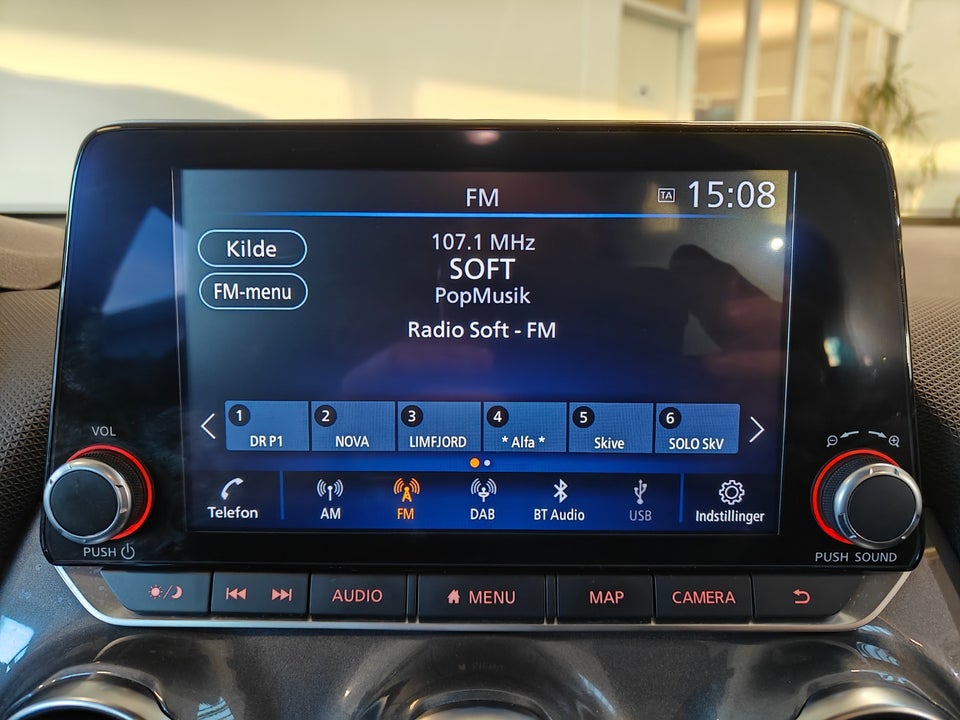 FM
TA 15:08
Kilde
FM-menu
107.1 MHz
SOFT
PopMusik
Radio Soft - FM
1 2 3 4 5 6
DR P1 NOVA LIMFJORD * Alfa * Skive SOLO SkV
Telefon AM FM DAB BT Audio USB Indstillinger
VOL
PUSH
PUSH SOUND
AUDIO MENU MAP CAMERA